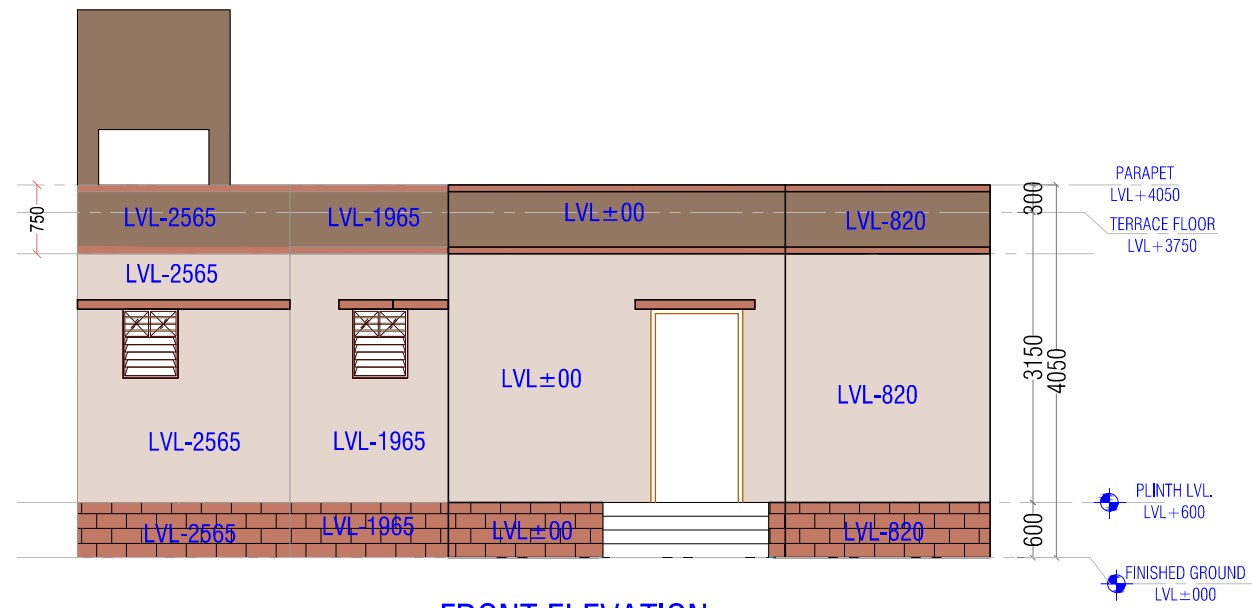 PARAPET
LVL+4050
300
750
LVL-2565
LVL-1965
LVL±00
LVL-820
TERRACE FLOOR
LVL+3750
LVL-2565
LVL±00
LVL-820
3150
4050
LVL-2565
LVL-1965
PLINTH LVL.
LVL+600
LVL-2565
LVL-1965
LVL±00
LVL-820
600
FINISHED GROUND
LVL±000
FRONT ELEVATION